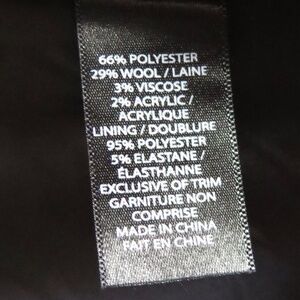 66% POLYESTER
29% WOOL / LAINE
3% VISCOSE
2% ACRYLIC /
ACRYLIQUE
LINING / DOUBLURE
95% POLYESTER
5% ELASTANE /
ÉLASTHANNE
EXCLUSIVE OF TRIM
GARNITURE NON
COMPRISE
MADE IN CHINA
FAIT EN CHINE